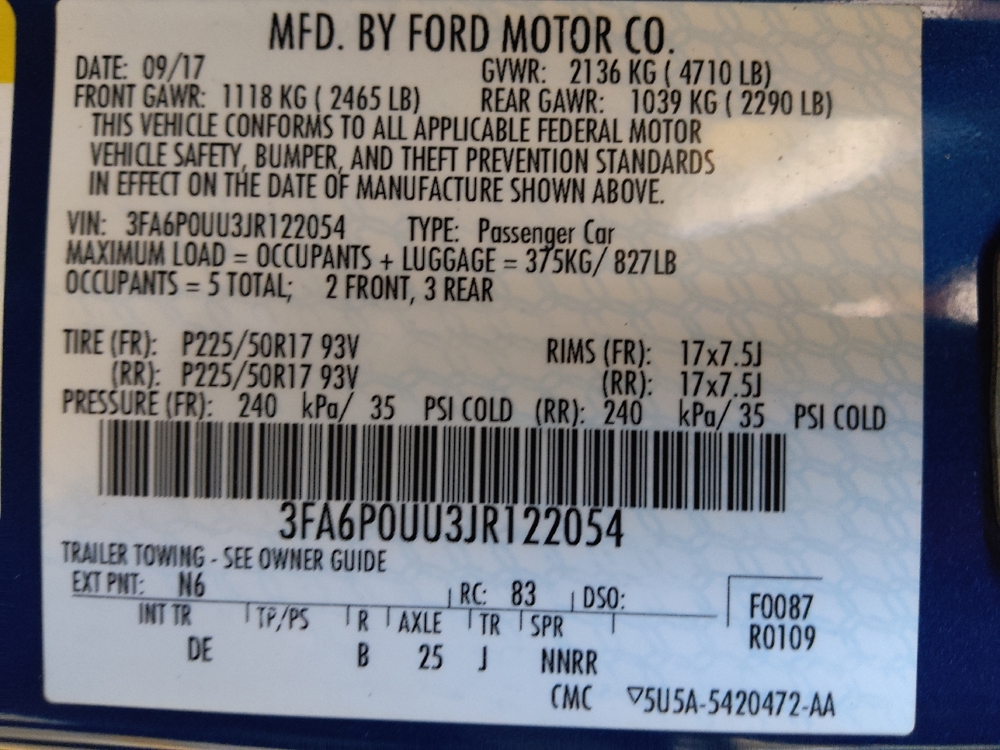 MFD. BY FORD MOTOR CO.
DATE: 09/17 GVWR: 2136 KG ( 4710 LB)
FRONT GAWR: 1118 KG ( 2465 LB) REAR GAWR: 1039 KG ( 2290 LB)
THIS VEHICLE CONFORMS TO ALL APPLICABLE FEDERAL MOTOR
VEHICLE SAFETY, BUMPER, AND THEFT PREVENTION STANDARDS
IN EFFECT ON THE DATE OF MANUFACTURE SHOWN ABOVE.
VIN: 3FA6P0UU3JR122054 TYPE: Passenger Car
MAXIMUM LOAD = OCCUPANTS + LUGGAGE = 375KG/ 827LB
OCCUPANTS = 5 TOTAL; 2 FRONT, 3 REAR
TIRE (FR): P225/50R17 93V RIMS (FR): 17x7.5J
(RR): P225/50R17 93V (RR): 17x7.5J
PRESSURE (FR): 240 kPa/ 35 PSI COLD (RR): 240 kPa/ 35 PSI COLD
3FA6P0UU3JR122054
TRAILER TOWING - SEE OWNER GUIDE
EXT PNT: N6 RC: 83 DSO: F0087
INT TR TP/PS R AXLE TR SPR R0109
DE B 25 J NNRR
CMC ▽5U5A-5420472-AA